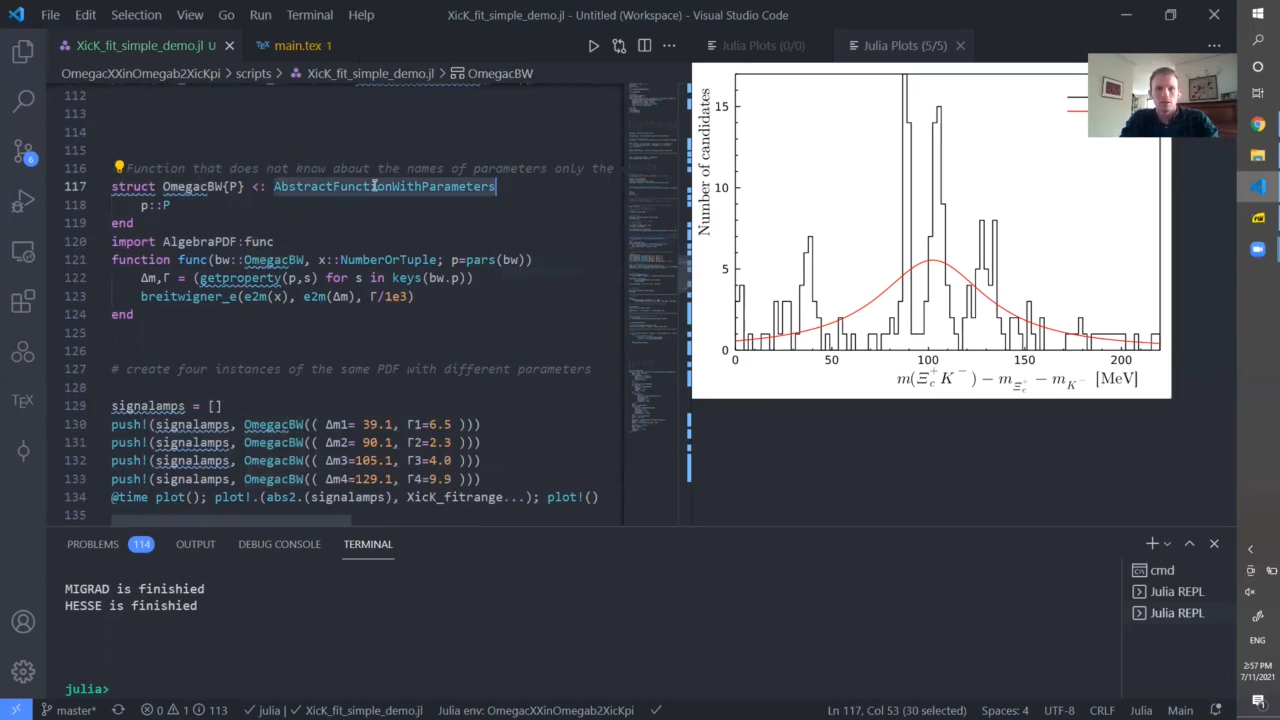 File Edit Selection View Go Run Terminal Help XicK_fit_simple_demo.jl - Untitled (Workspace) - Visual Studio Code
XicK_fit_simple_demo.jl U main.tex 1 Julia Plots (0/0) Julia Plots (5/5)
OmegacXXinOmegab2XicKpi > scripts > XicK_fit_simple_demo.jl > OmegacBW
112
113
114
115
116 does know about the names of parameters only the
117 struct OmegacBW{P} <: AbstractFunctionWithParameters
118 p::P
119 end
120 import AlgebraPDF:func
121 function func(bw::OmegacBW, x::NumberOrTuple; p=pars(bw))
122 Δm,Γ = (getproperty(p,s) for s in keys(bw.p))
123 breitwigner_e(e2m(x), e2m(Δm), Γ/1e3)
124 end
125
126
127 # create four instances of the same PDF with different parameters
128
129 signalamps = []
130 push!(signalamps, OmegacBW(( Δm1= 39.1, Γ1=6.5 )))
131 push!(signalamps, OmegacBW(( Δm2= 90.1, Γ2=2.3 )))
132 push!(signalamps, OmegacBW(( Δm3=105.1, Γ3=4.0 )))
133 push!(signalamps, OmegacBW(( Δm4=129.1, Γ4=9.9 )))
134 @time plot(); plot!.(abs2.(signalamps), XicK_fitrange...); plot!()
135
Number of candidates
15
10
5
0
0 50 100 150 200
m(Ξc+ K−) − mΞc+ − mK− [MeV]
PROBLEMS 114 OUTPUT DEBUG CONSOLE TERMINAL
MIGRAD is finishied
HESSE is finishied
julia>
cmd
Julia REPL
Julia REPL
6
ENG
2:57 PM
7/11/2021
master* 0 1 113 julia XicK_fit_simple_demo.jl Julia env: OmegacXXinOmegab2XicKpi Ln 117, Col 53 (30 selected) Spaces: 4 UTF-8 CRLF Julia Main